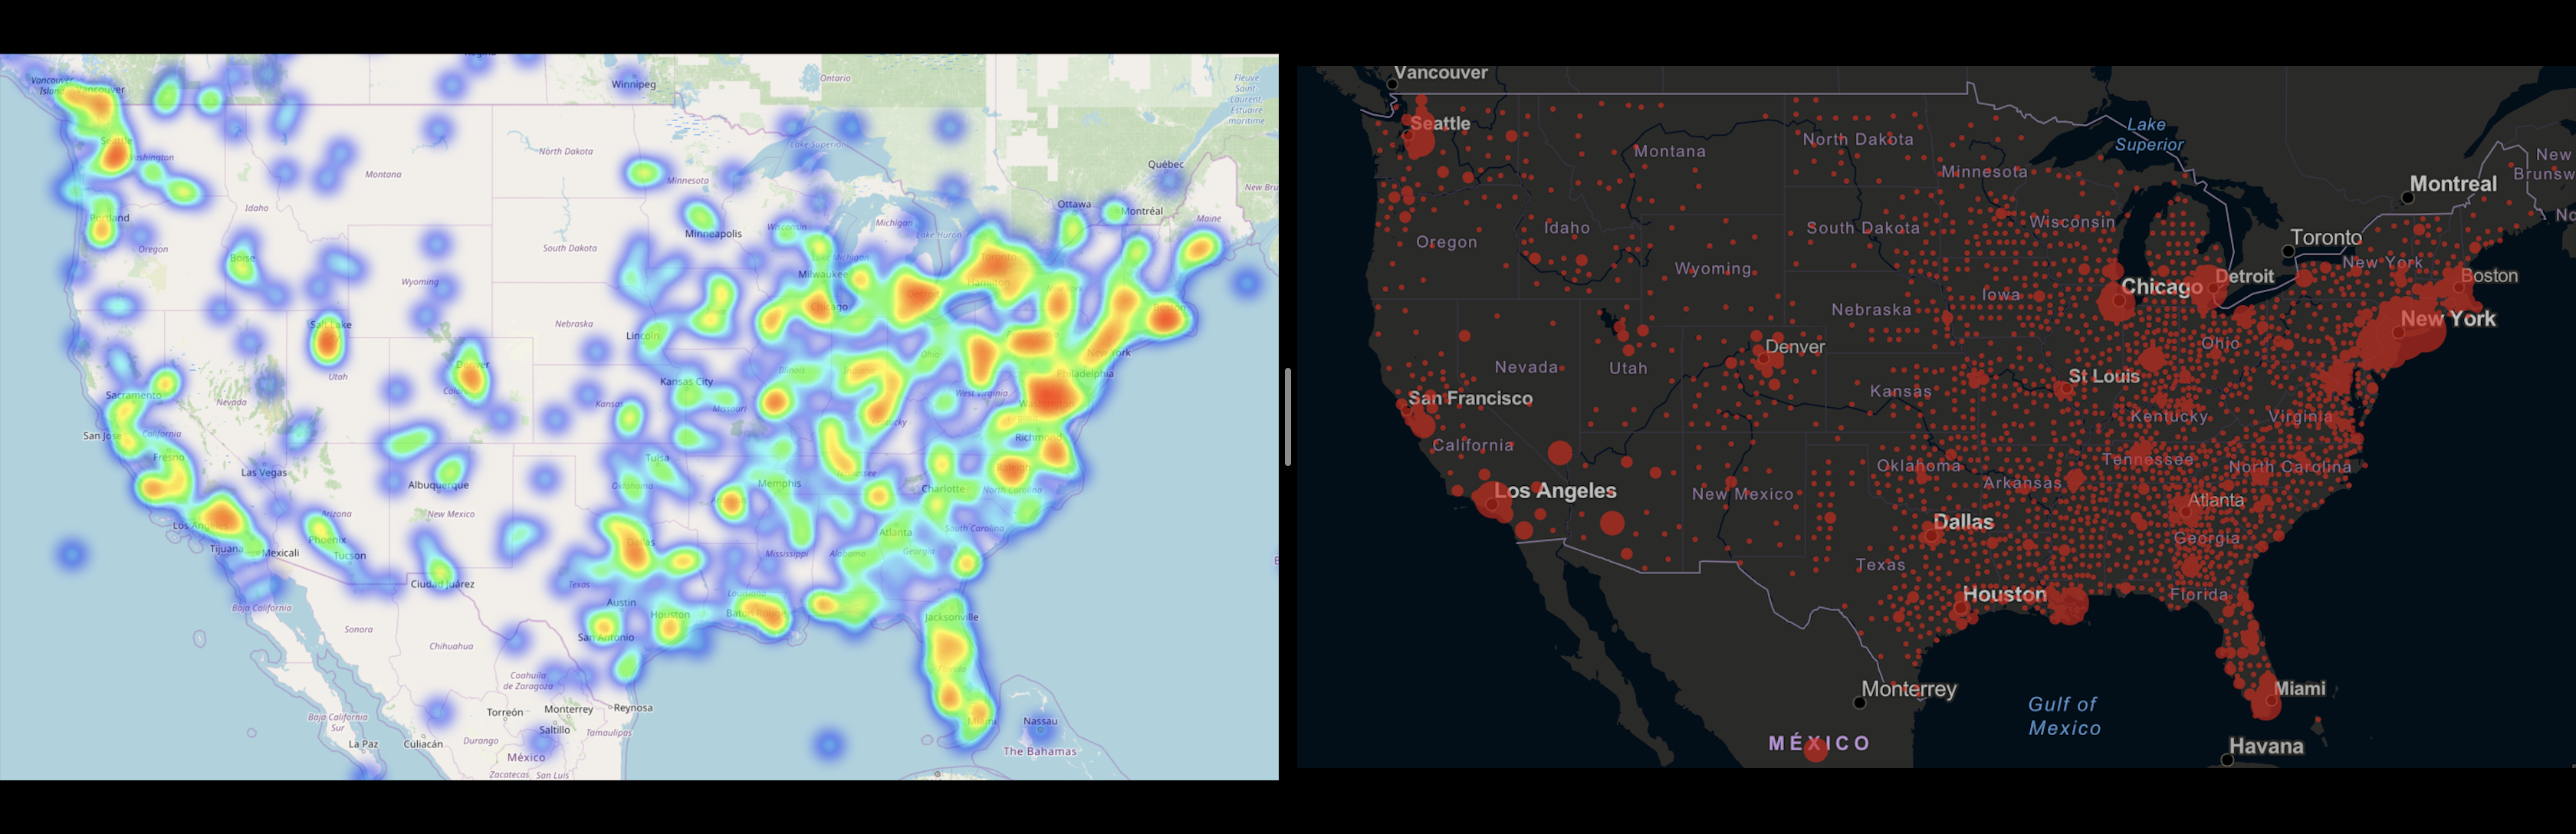 Vancouver
Island
Vancouver
Winnipeg
Ontario
Fleuve
Saint-
Laurent,
Estuaire
maritime
Seattle
Washington
North Dakota
Lake Superior
Québec
Montana
Minnesota
New Bru
Idaho
Portland
Ottawa
Montréal
Maine
Oregon
South Dakota
Minneapolis
Wisconsin
Michigan
Lake Huron
Boise
Toronto
Lake Michigan
Milwaukee
Hamilton
Wyoming
Chicago
Detroit
Salt Lake
Nebraska
Lincoln
New York
Ohio
Denver
Utah
Philadelphia
Illinois
Indiana
Kansas City
West Virginia
Sacramento
Nevada
Kansas
Missouri
Washington
San Jose
California
Richmond
Fresno
Las Vegas
Tulsa
Tennessee
Raleigh
Albuquerque
Oklahoma
Memphis
Charlotte
North Carolina
Los Angeles
Arizona
New Mexico
Atlanta
South Carolina
Phoenix
Dallas
Tijuana
Mexicali
Tucson
Mississippi
Alabama
Georgia
Ciudad Juárez
Texas
Louisiana
Austin
Baja California
Houston
Baton Rouge
Jacksonville
Sonora
San Antonio
Chihuahua
Coahuila
de Zaragoza
Florida
Baja California
Sur
Torreón
Monterrey
Reynosa
Miami
Nassau
Saltillo
Tamaulipas
La Paz
Culiacán
Durango
The Bahamas
México
Zacatecas
San Luis
Vancouver
Seattle
Lake
Superior
Montana
North Dakota
New
Brunsw
Minnesota
Montreal
Idaho
Wisconsin
No
Oregon
South Dakota
Toronto
Wyoming
New York
Detroit
Boston
Chicago
Iowa
Nebraska
New York
Ohio
Denver
Nevada
Utah
St Louis
Kansas
San Francisco
Kentucky
Virginia
California
Tennessee
Oklahoma
North Carolina
Arkansas
Los Angeles
New Mexico
Atlanta
Dallas
Georgia
Texas
Houston
Florida
Monterrey
Miami
Gulf of
Mexico
MÉXICO
Havana